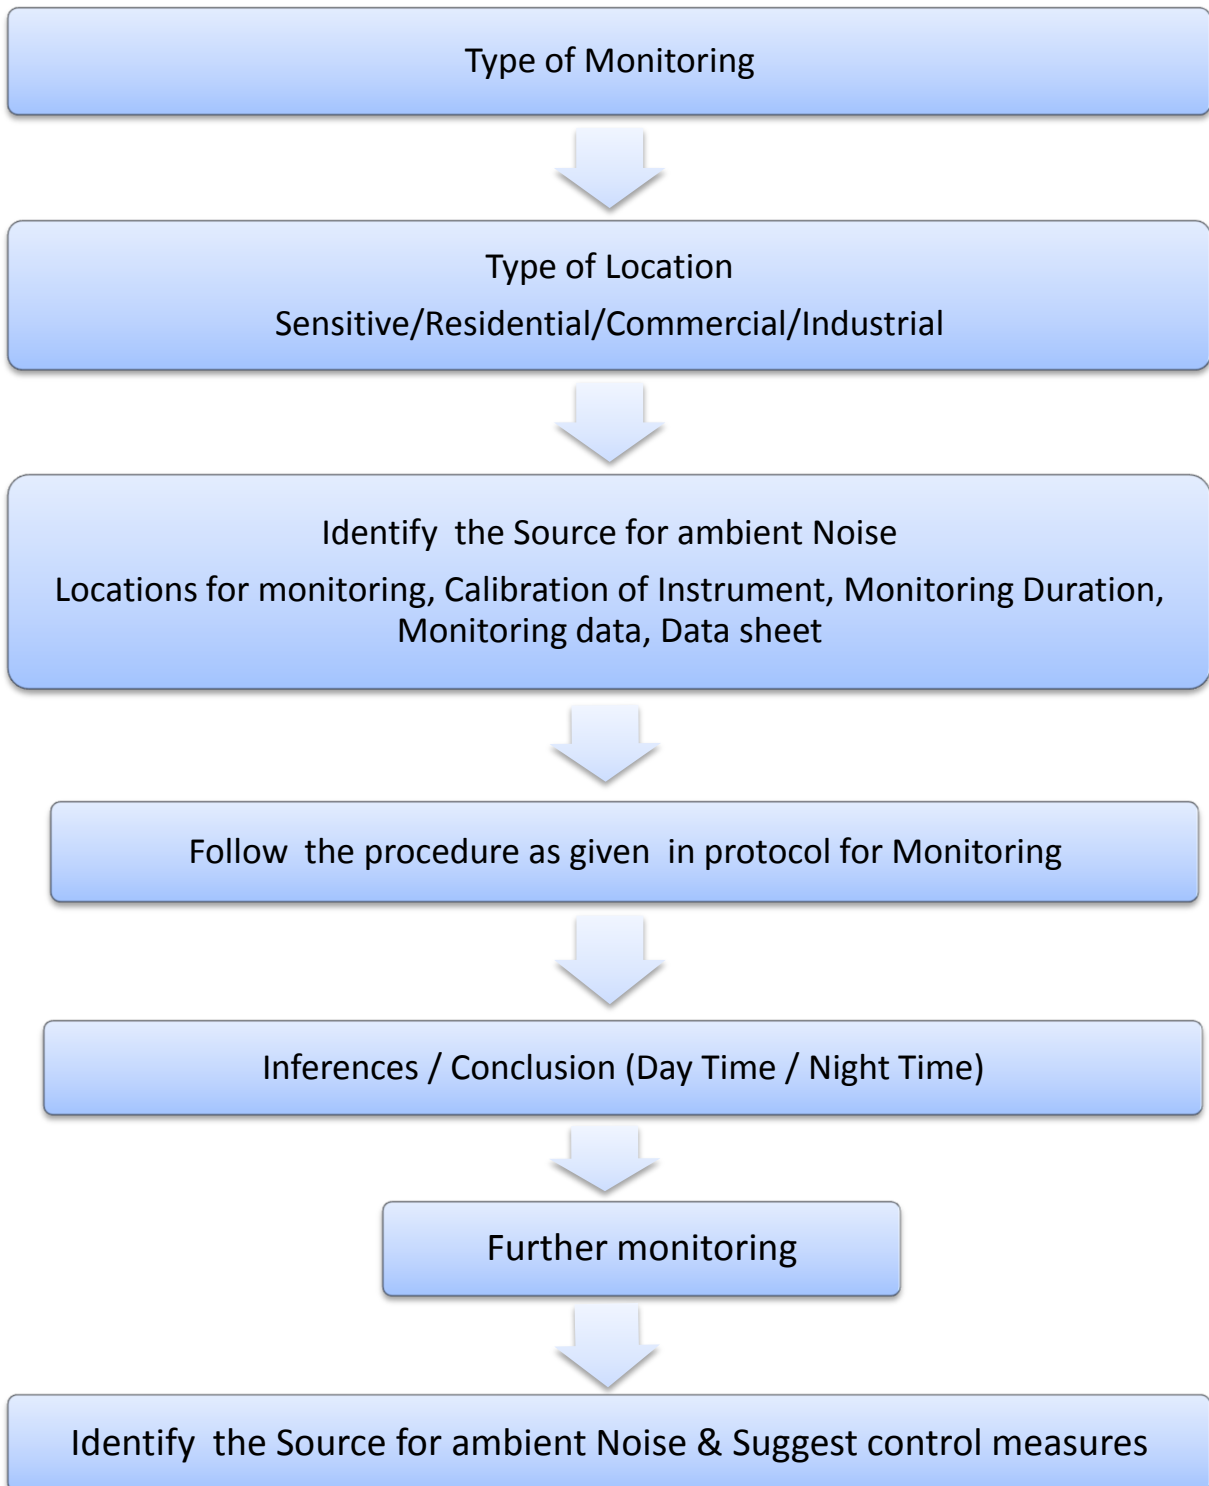 Type of Monitoring
Type of Location
Sensitive/Residential/Commercial/Industrial
Identify  the Source for ambient Noise
Locations for monitoring, Calibration of Instrument, Monitoring Duration,
Monitoring data, Data sheet
Follow  the procedure as given  in protocol for Monitoring
Inferences / Conclusion (Day Time / Night Time)
Further monitoring
Identify  the Source for ambient Noise & Suggest control measures